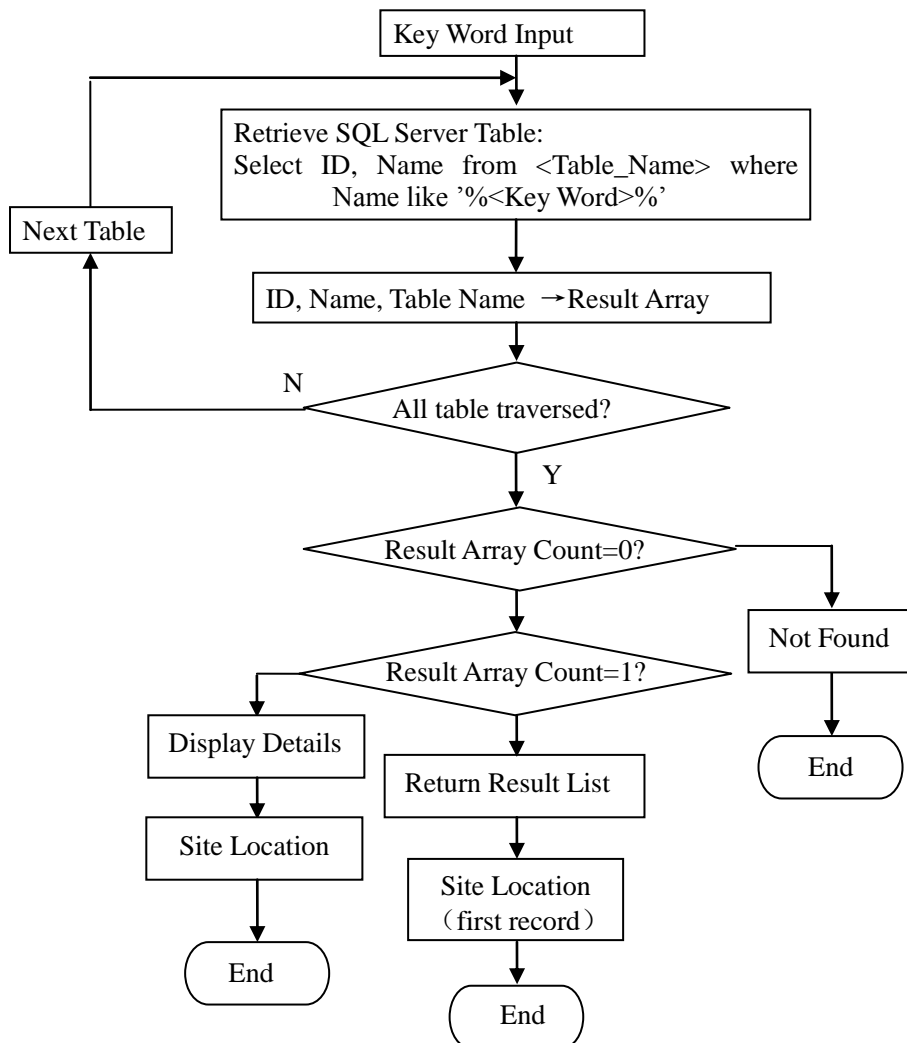 Key Word Input
Retrieve SQL Server Table:
Select ID, Name from <Table_Name> where
Name like ’%<Key Word>%’
Next Table
ID, Name, Table Name →Result Array
N
All table traversed?
Y
Result Array Count=0?
Not Found
Result Array Count=1?
Display Details
End
Return Result List
Site Location
Site Location
（first record）
End
End